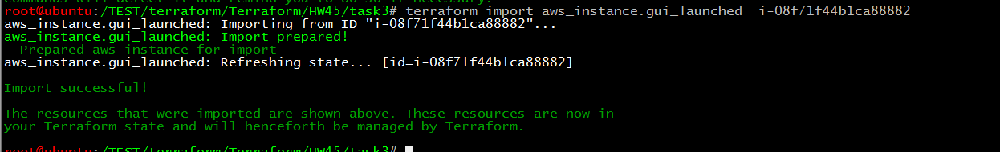 commands will detect it and remind you to do so if necessary.
root@ubuntu:/TEST/terraform/Terraform/HW45/task3# terraform import aws_instance.gui_launched  i-08f71f44b1ca88882
aws_instance.gui_launched: Importing from ID "i-08f71f44b1ca88882"...
aws_instance.gui_launched: Import prepared!
  Prepared aws_instance for import
aws_instance.gui_launched: Refreshing state... [id=i-08f71f44b1ca88882]
Import successful!
The resources that were imported are shown above. These resources are now in
your Terraform state and will henceforth be managed by Terraform.
root@ubuntu:/TEST/terraform/Terraform/HW45/task3#